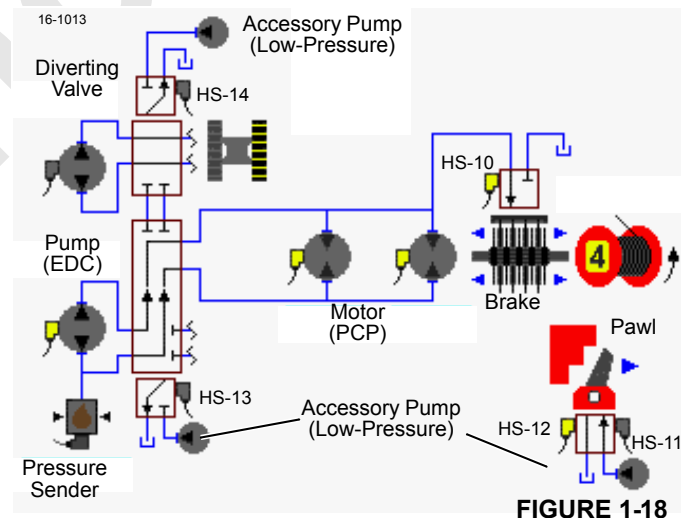 16-1013
Accessory Pump
(Low-Pressure)
Diverting
Valve
HS-14
HS-10
Pump
(EDC)
4
Motor
(PCP)
Brake
Pawl
HS-13
Accessory Pump
(Low-Pressure)
HS-12
HS-11
Pressure
Sender
FIGURE 1-18